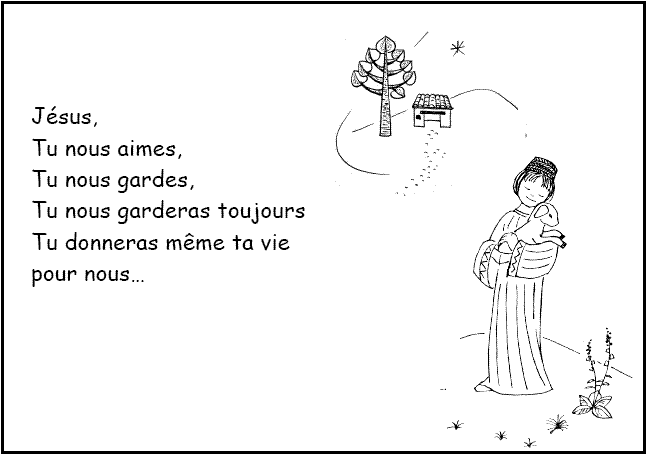 Jésus,
Tu nous aimes,
Tu nous gardes,
Tu nous garderas toujours
Tu donneras même ta vie
pour nous...